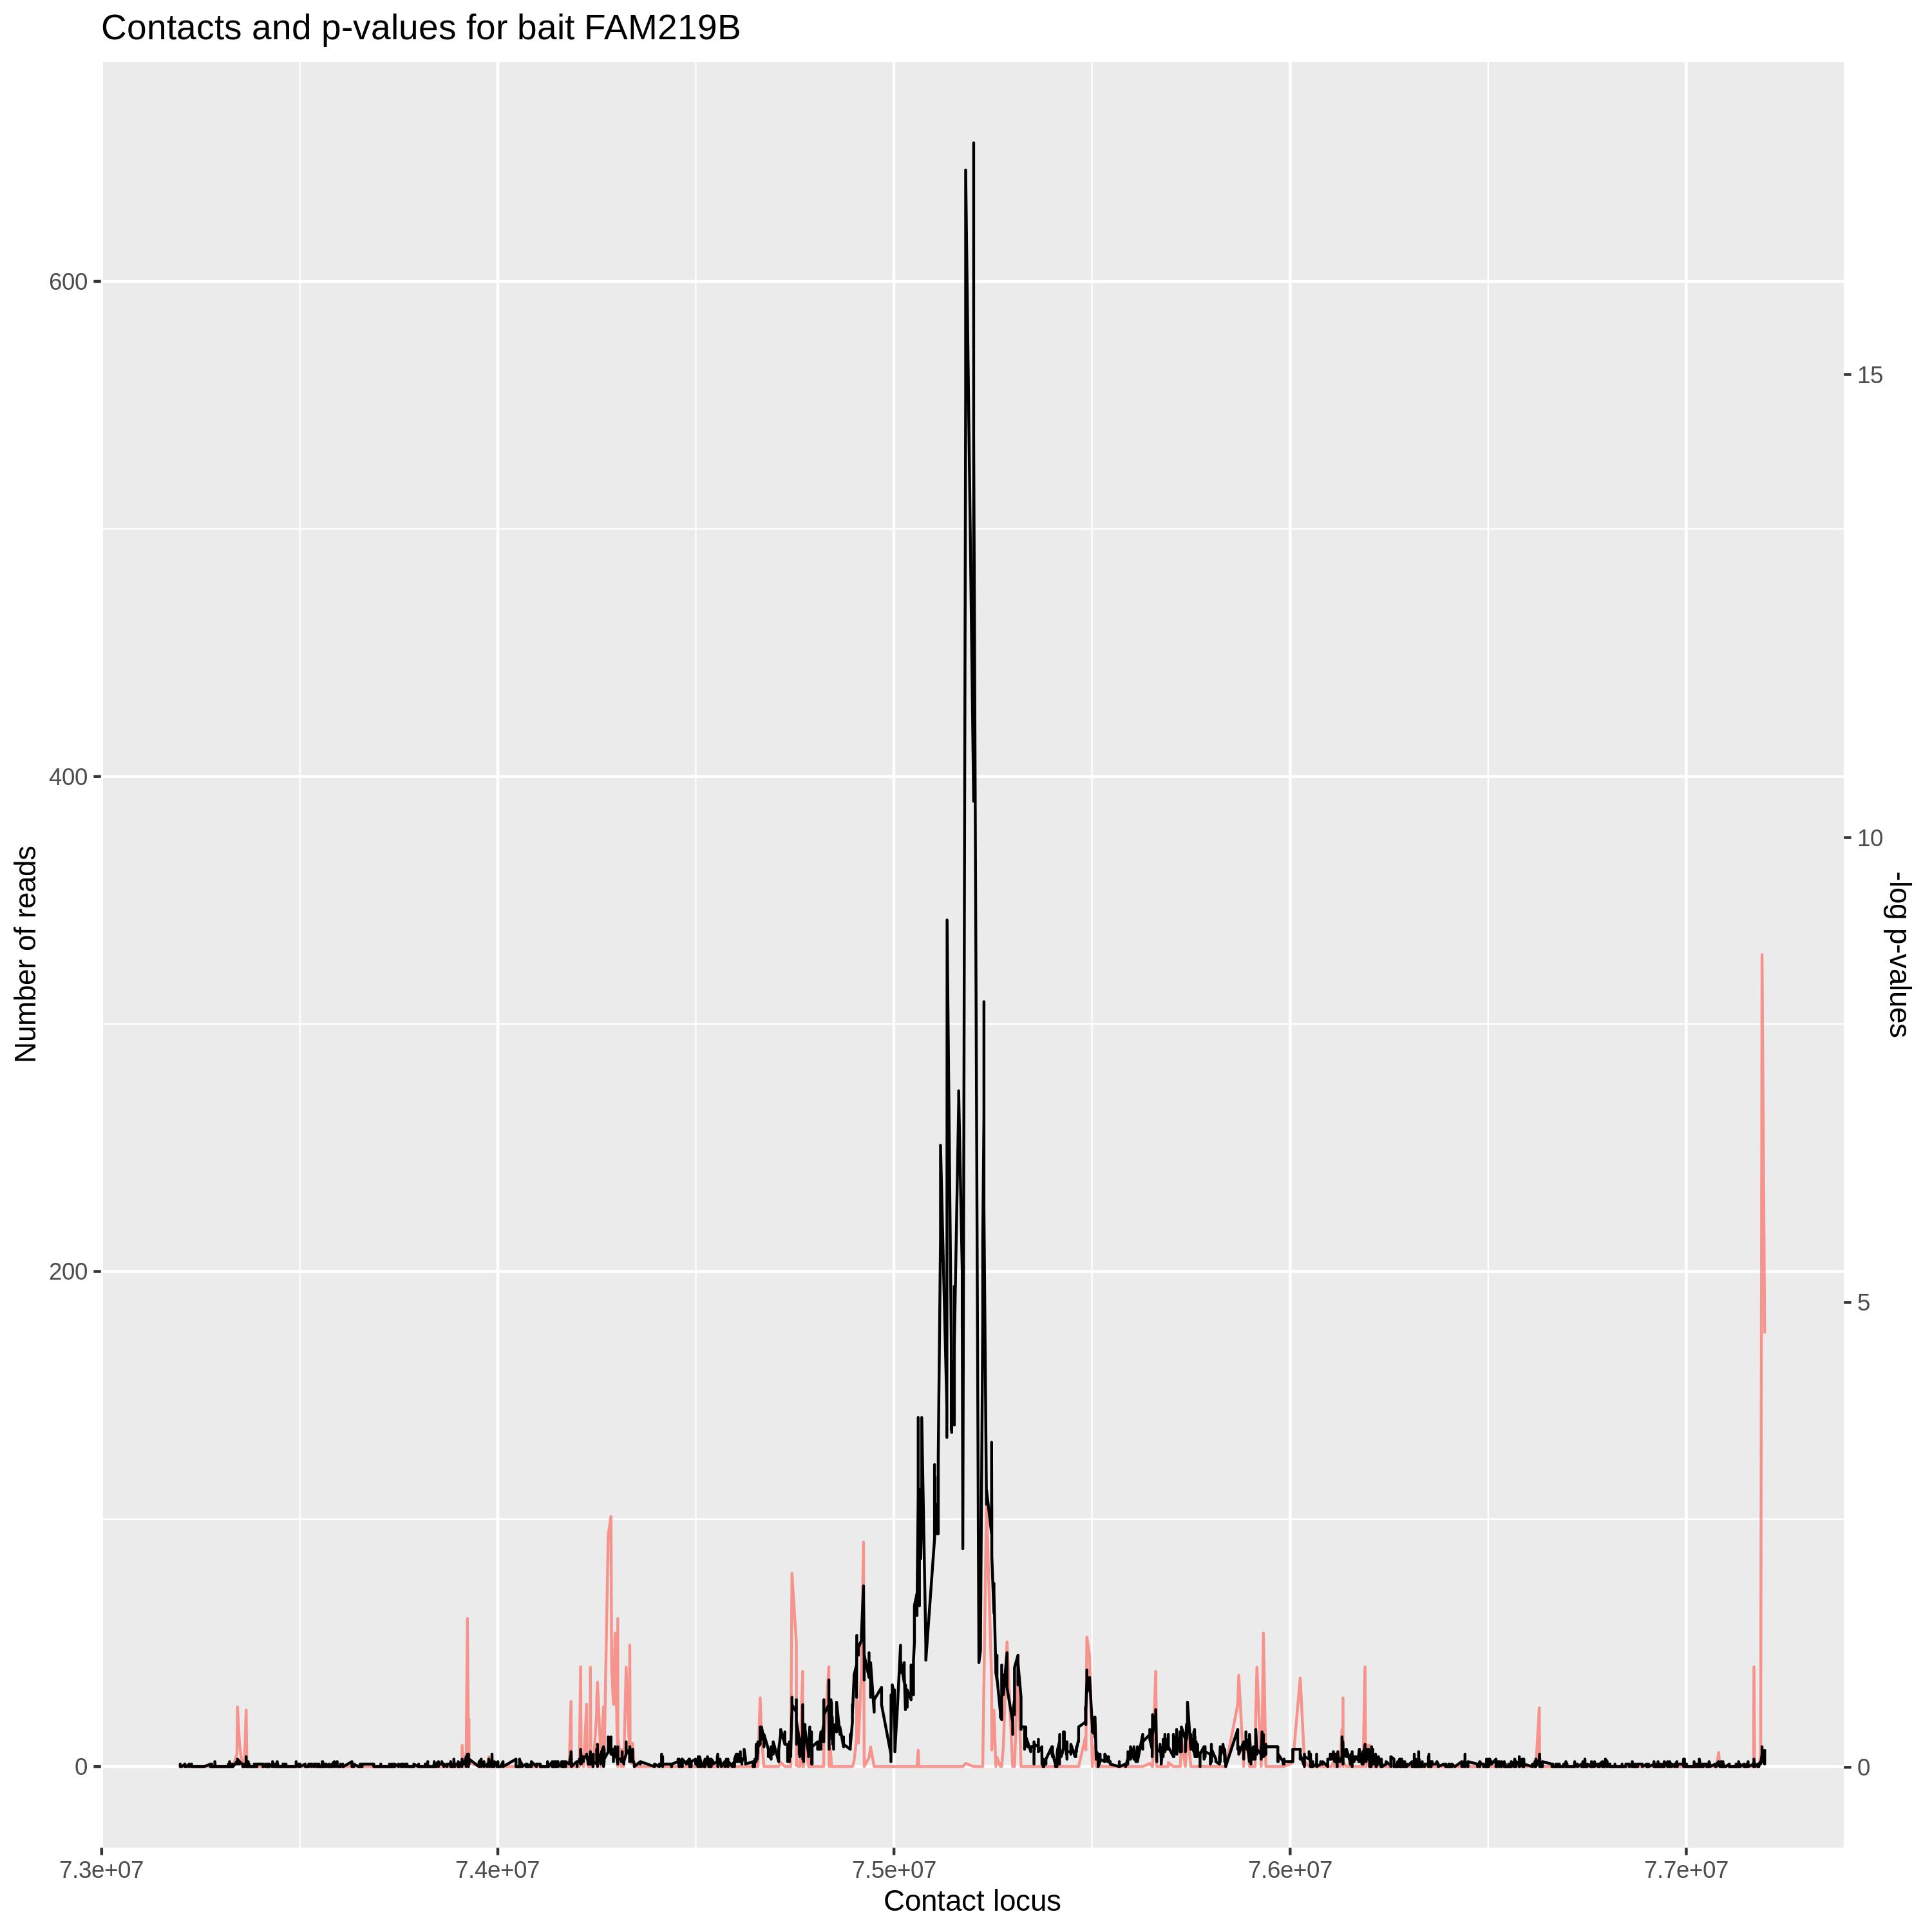 Contacts and p-values for bait FAM219B
600
400
200
0
Number of reads
15
10
5
0
-log p-values
7.3e+07
7.4e+07
7.5e+07
7.6e+07
7.7e+07
Contact locus